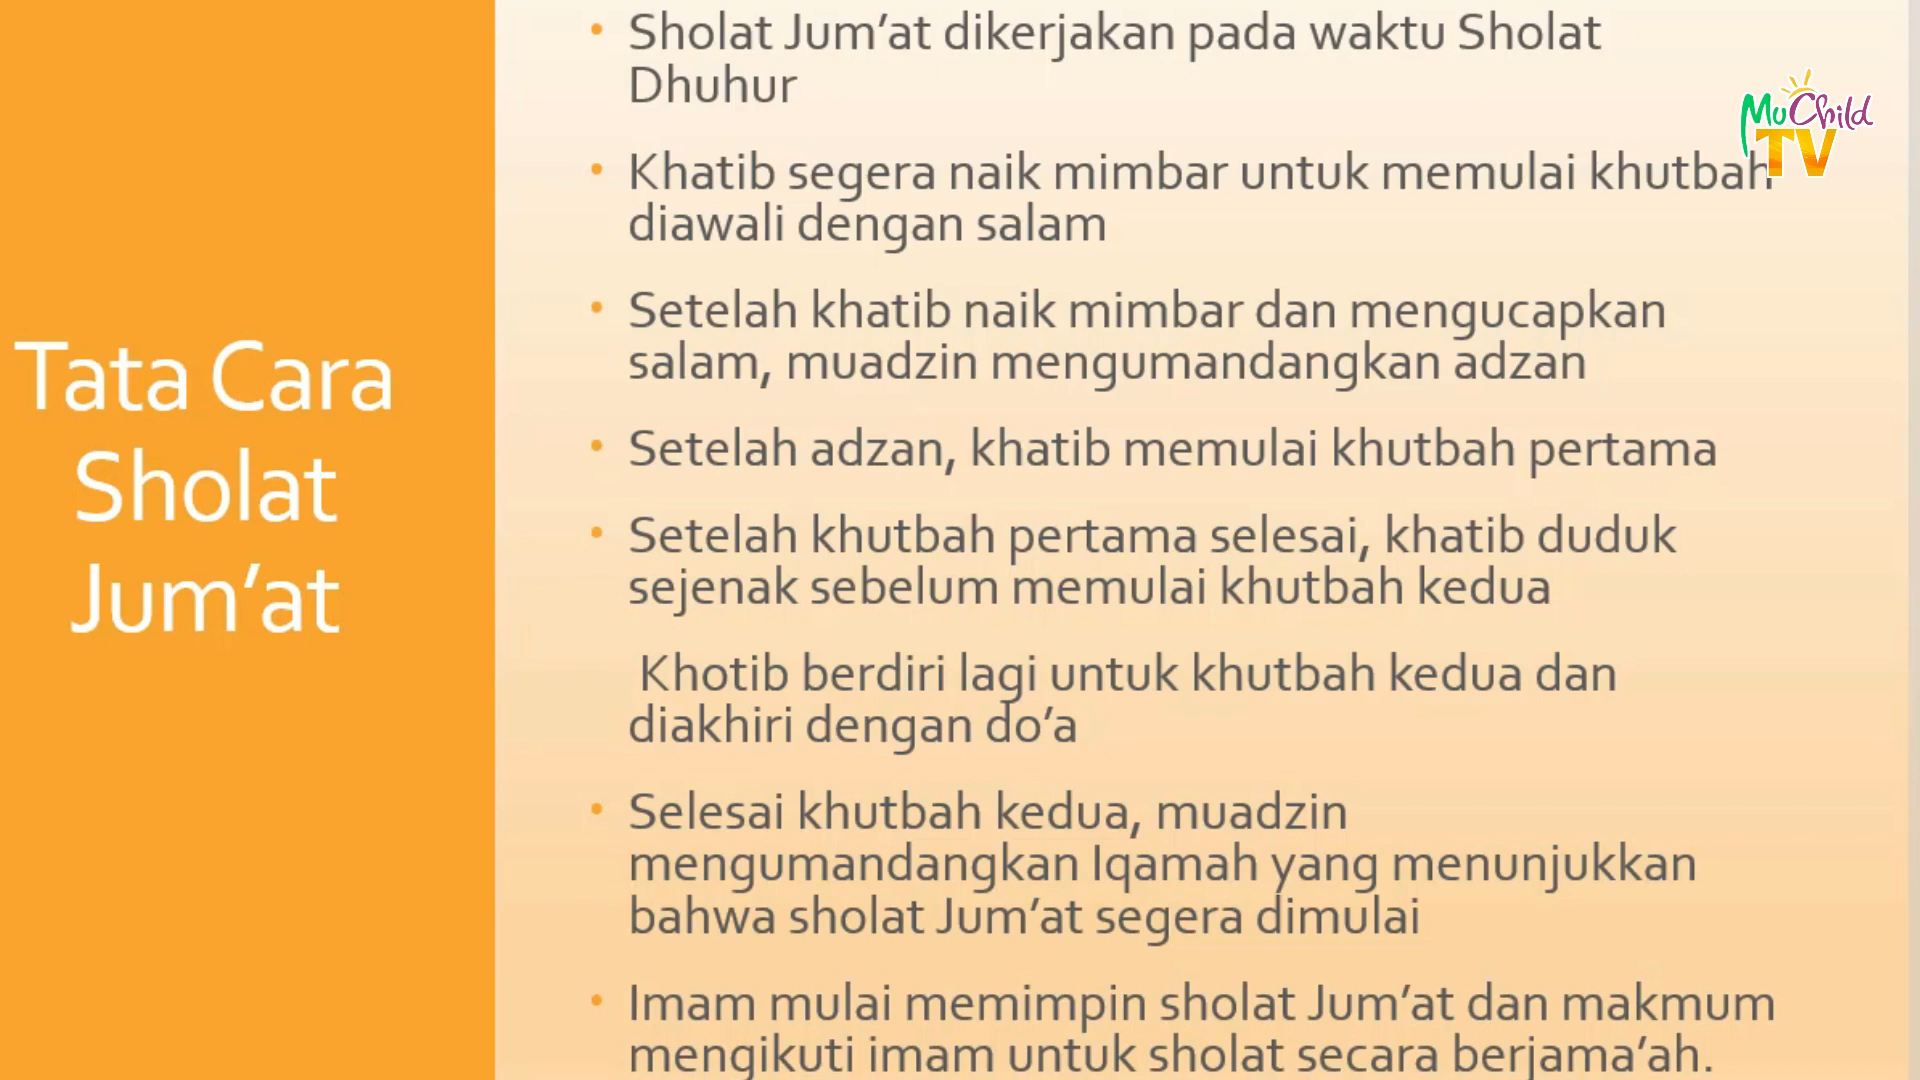 Tata Cara
Sholat
Jum’at
• Sholat Jum’at dikerjakan pada waktu Sholat
Dhuhur
• Khatib segera naik mimbar untuk memulai khutbah
diawali dengan salam
• Setelah khatib naik mimbar dan mengucapkan
salam, muadzin mengumandangkan adzan
• Setelah adzan, khatib memulai khutbah pertama
• Setelah khutbah pertama selesai, khatib duduk
sejenak sebelum memulai khutbah kedua
Khotib berdiri lagi untuk khutbah kedua dan
diakhiri dengan do’a
• Selesai khutbah kedua, muadzin
mengumandangkan Iqamah yang menunjukkan
bahwa sholat Jum’at segera dimulai
• Imam mulai memimpin sholat Jum’at dan makmum
mengikuti imam untuk sholat secara berjama’ah.
MuChild
TV